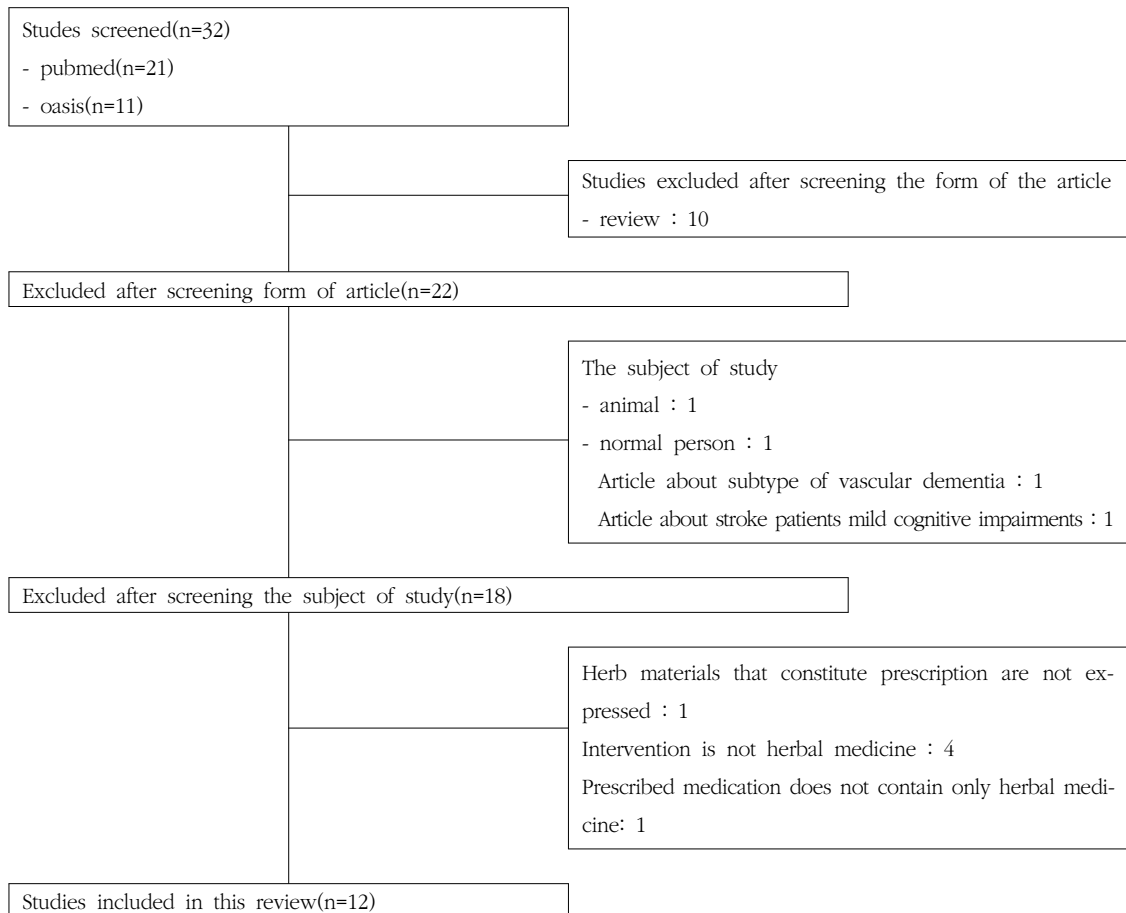 Studes screened(n=32)
- pubmed(n=21)
- oasis(n=11)
Studies excluded after screening the form of the article
- review : 10
Excluded after screening form of article(n=22)
The subject of study
- animal : 1
- normal person : 1
Article about subtype of vascular dementia : 1
Article about stroke patients mild cognitive impairments : 1
Excluded after screening the subject of study(n=18)
Herb materials that constitute prescription are not ex-
pressed : 1
Intervention is not herbal medicine : 4
Prescribed medication does not contain only herbal medi-
cine: 1
Studies included in this review(n=12)